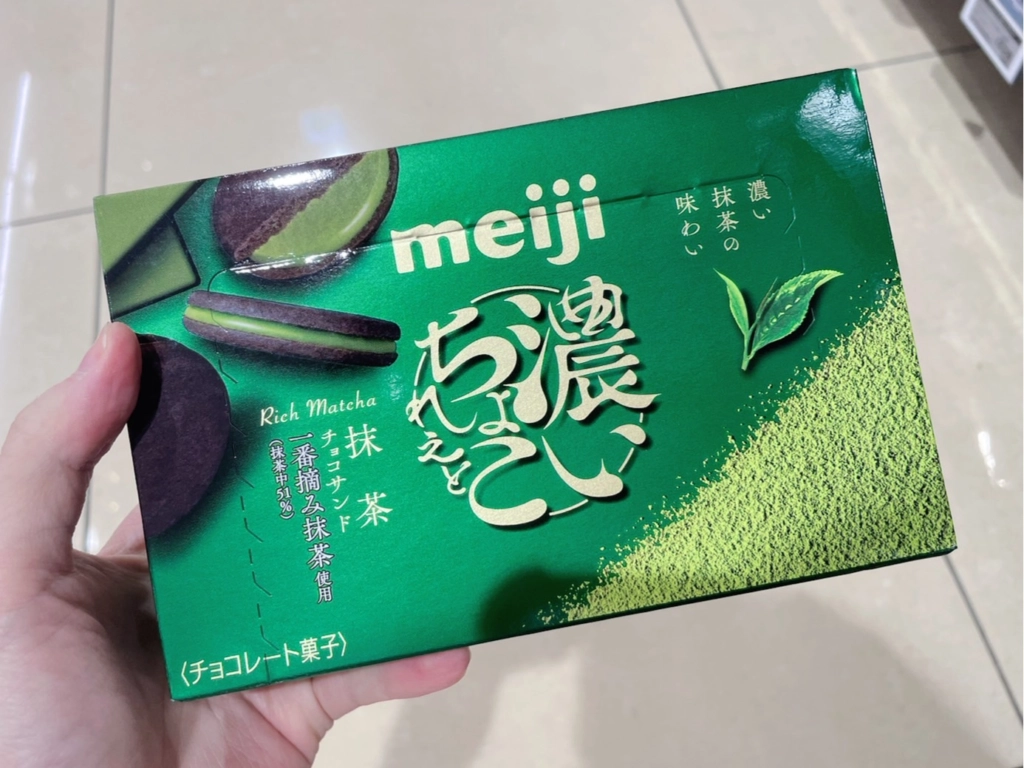 meiji
濃い
抹茶の
味わい
濃い
ちょこ
れえと
Rich Matcha
抹茶
チョコサンド
一番摘み抹茶使用
(抹茶中51%)
〈チョコレート菓子〉